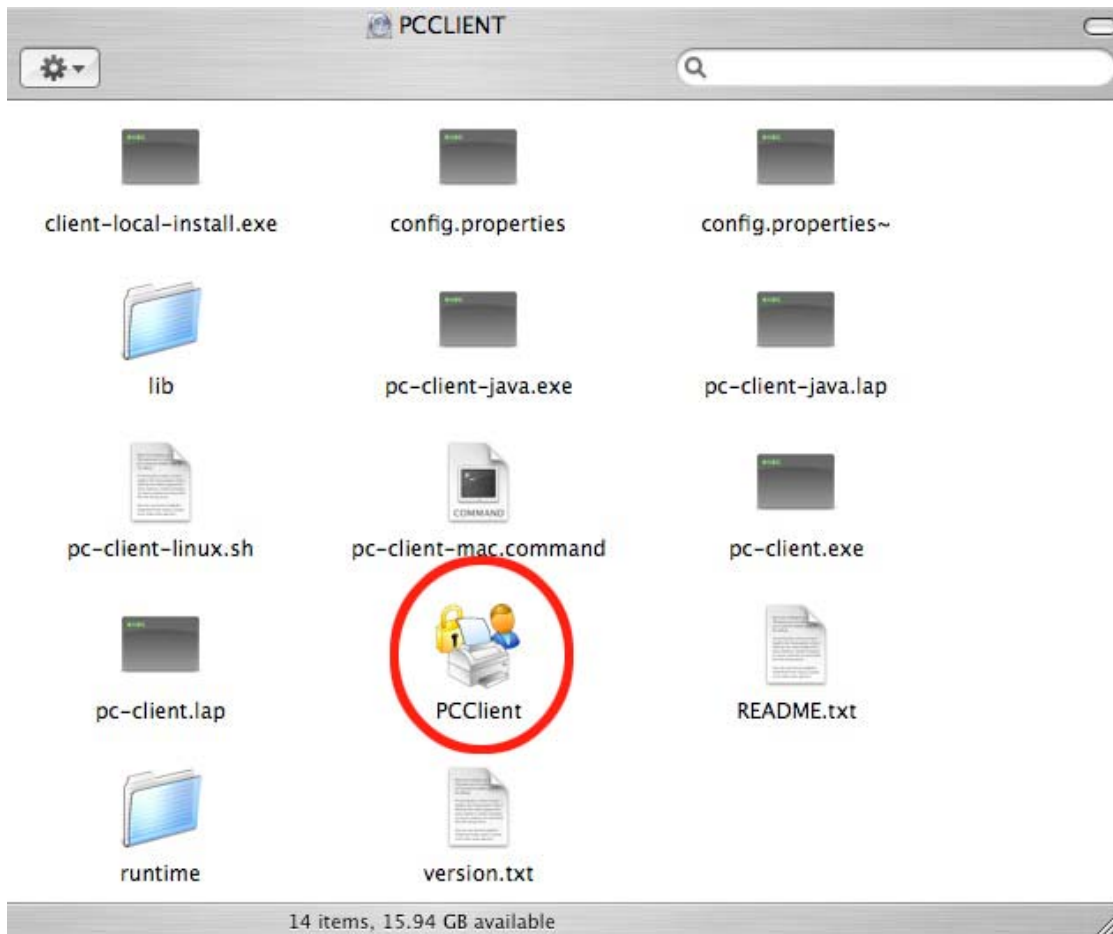 PCCLIENT
client-local-install.exe
config.properties
config.properties~
lib
pc-client-java.exe
pc-client-java.lap
COMMAND
pc-client-linux.sh
pc-client-mac.command
pc-client.exe
pc-client.lap
PCClient
README.txt
runtime
version.txt
14 items, 15.94 GB available